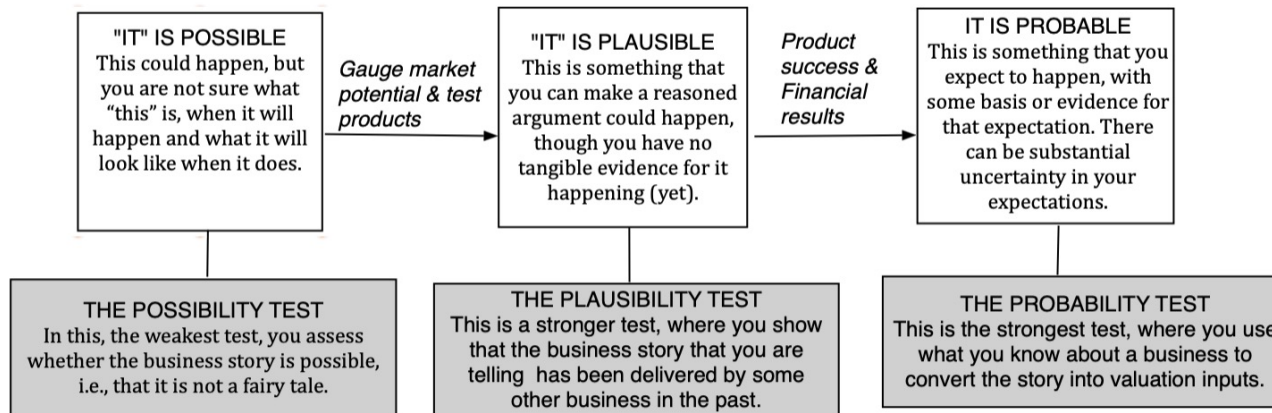 "IT" IS POSSIBLE
This could happen, but
you are not sure what
“this” is, when it will
happen and what it will
look like when it does.
Gauge market
potential & test
products
"IT" IS PLAUSIBLE
This is something that
you can make a reasoned
argument could happen,
though you have no
tangible evidence for it
happening (yet).
Product
success &
Financial
results
IT IS PROBABLE
This is something that you
expect to happen, with
some basis or evidence for
that expectation. There
can be substantial
uncertainty in your
expectations.
THE POSSIBILITY TEST
In this, the weakest test, you assess
whether the business story is possible,
i.e., that it is not a fairy tale.
THE PLAUSIBILITY TEST
This is a stronger test, where you show
that the business story that you are
telling has been delivered by some
other business in the past.
THE PROBABILITY TEST
This is the strongest test, where you use
what you know about a business to
convert the story into valuation inputs.